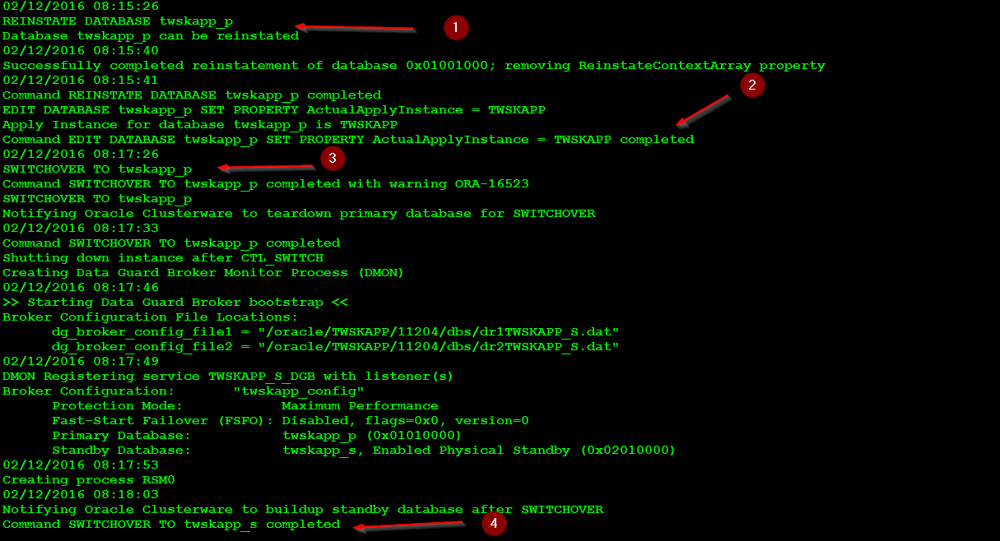 02/12/2016 08:15:26
REINSTATE DATABASE twskapp_p
1
Database twskapp_p can be reinstated
02/12/2016 08:15:40
Successfully completed reinstatement of database 0x01001000; removing ReinstateContextArray property
02/12/2016 08:15:41
2
Command REINSTATE DATABASE twskapp_p completed
EDIT DATABASE twskapp_p SET PROPERTY ActualApplyInstance = TWSKAPP
Apply Instance for database twskapp_p is TWSKAPP
Command EDIT DATABASE twskapp_p SET PROPERTY ActualApplyInstance = TWSKAPP completed
02/12/2016 08:17:26
3
SWITCHOVER TO twskapp_p
Command SWITCHOVER TO twskapp_p completed with warning ORA-16523
SWITCHOVER TO twskapp_p
Notifying Oracle Clusterware to teardown primary database for SWITCHOVER
02/12/2016 08:17:33
Command SWITCHOVER TO twskapp_p completed
Shutting down instance after CTL_SWITCH
Creating Data Guard Broker Monitor Process (DMON)
02/12/2016 08:17:46
>> Starting Data Guard Broker bootstrap <<
Broker Configuration File Locations:
dg_broker_config_file1 = "/oracle/TWSKAPP/11204/dbs/dr1TWSKAPP_S.dat"
dg_broker_config_file2 = "/oracle/TWSKAPP/11204/dbs/dr2TWSKAPP_S.dat"
02/12/2016 08:17:49
DMON Registering service TWSKAPP_S_DGB with listener(s)
Broker Configuration: "twskapp_config"
Protection Mode: Maximum Performance
Fast-Start Failover (FSFO): Disabled, flags=0x0, version=0
Primary Database: twskapp_p (0x01010000)
Standby Database: twskapp_s, Enabled Physical Standby (0x02010000)
02/12/2016 08:17:53
Creating process RSM0
02/12/2016 08:18:03
Notifying Oracle Clusterware to buildup standby database after SWITCHOVER
Command SWITCHOVER TO twskapp_s completed
4